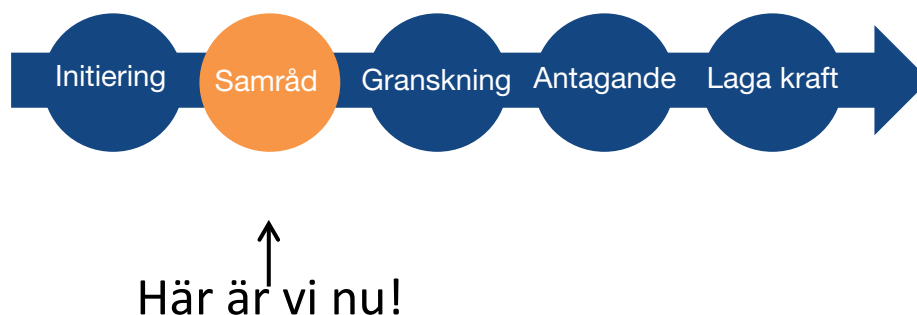 Initiering
Samråd
Granskning
Antagande
Laga kraft
Här är vi nu!